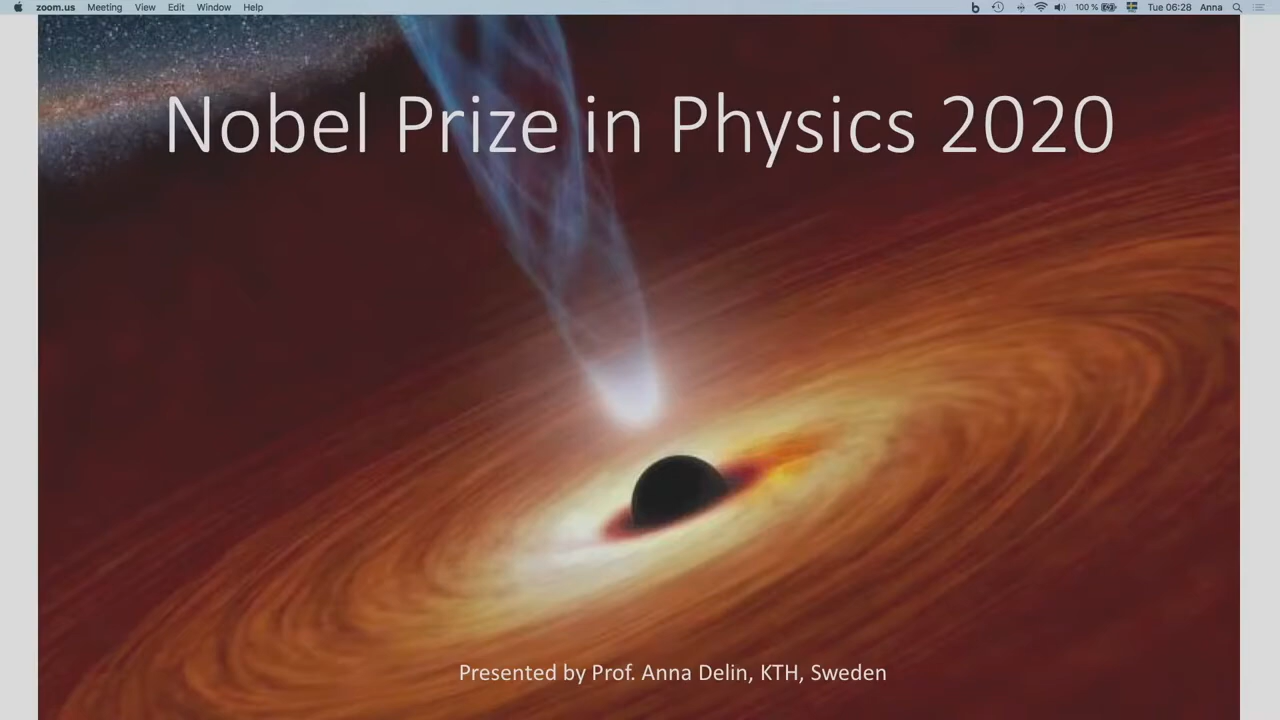 zoom.us Meeting View Edit Window Help 100 % Tue 06:28 Anna
Nobel Prize in Physics 2020
Presented by Prof. Anna Delin, KTH, Sweden